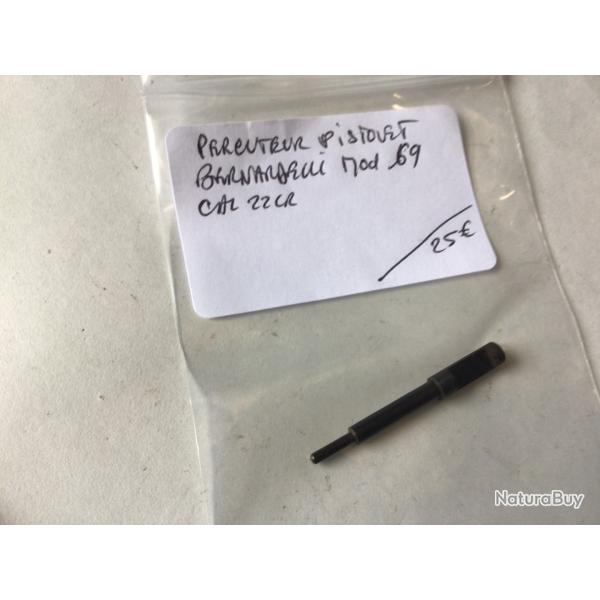 PERCUTEUR PISTOLET
BERNARDELLI MOD 69
CAL 22LR
25€
NaturaBuy